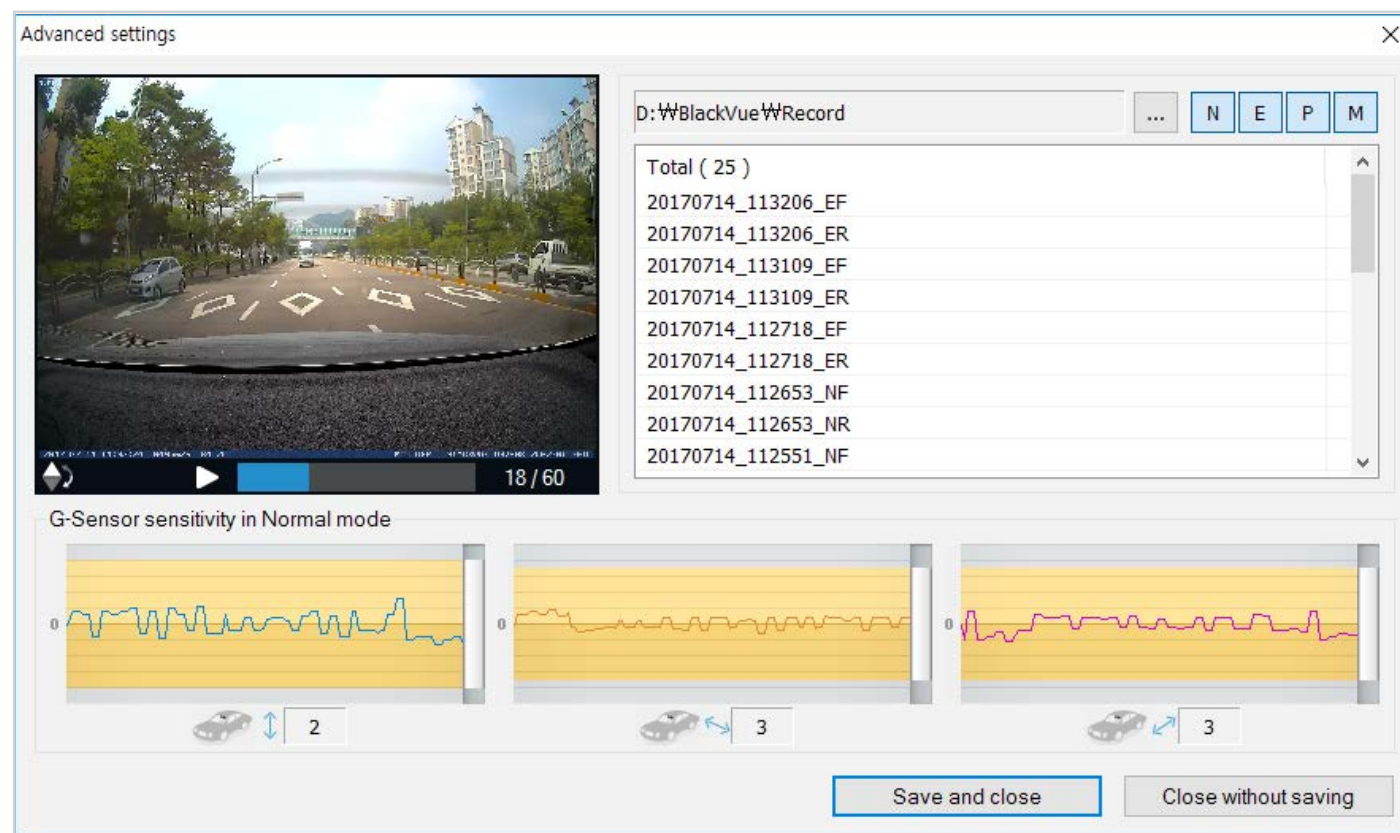 Advanced settings
D:₩BlackVue₩Record
...
N E P M
Total ( 25 )
20170714_113206_EF
20170714_113206_ER
20170714_113109_EF
20170714_113109_ER
20170714_112718_EF
20170714_112718_ER
20170714_112653_NF
20170714_112653_NR
20170714_112551_NF
18 / 60
G-Sensor sensitivity in Normal mode
0
0
0
2
3
3
Save and close
Close without saving